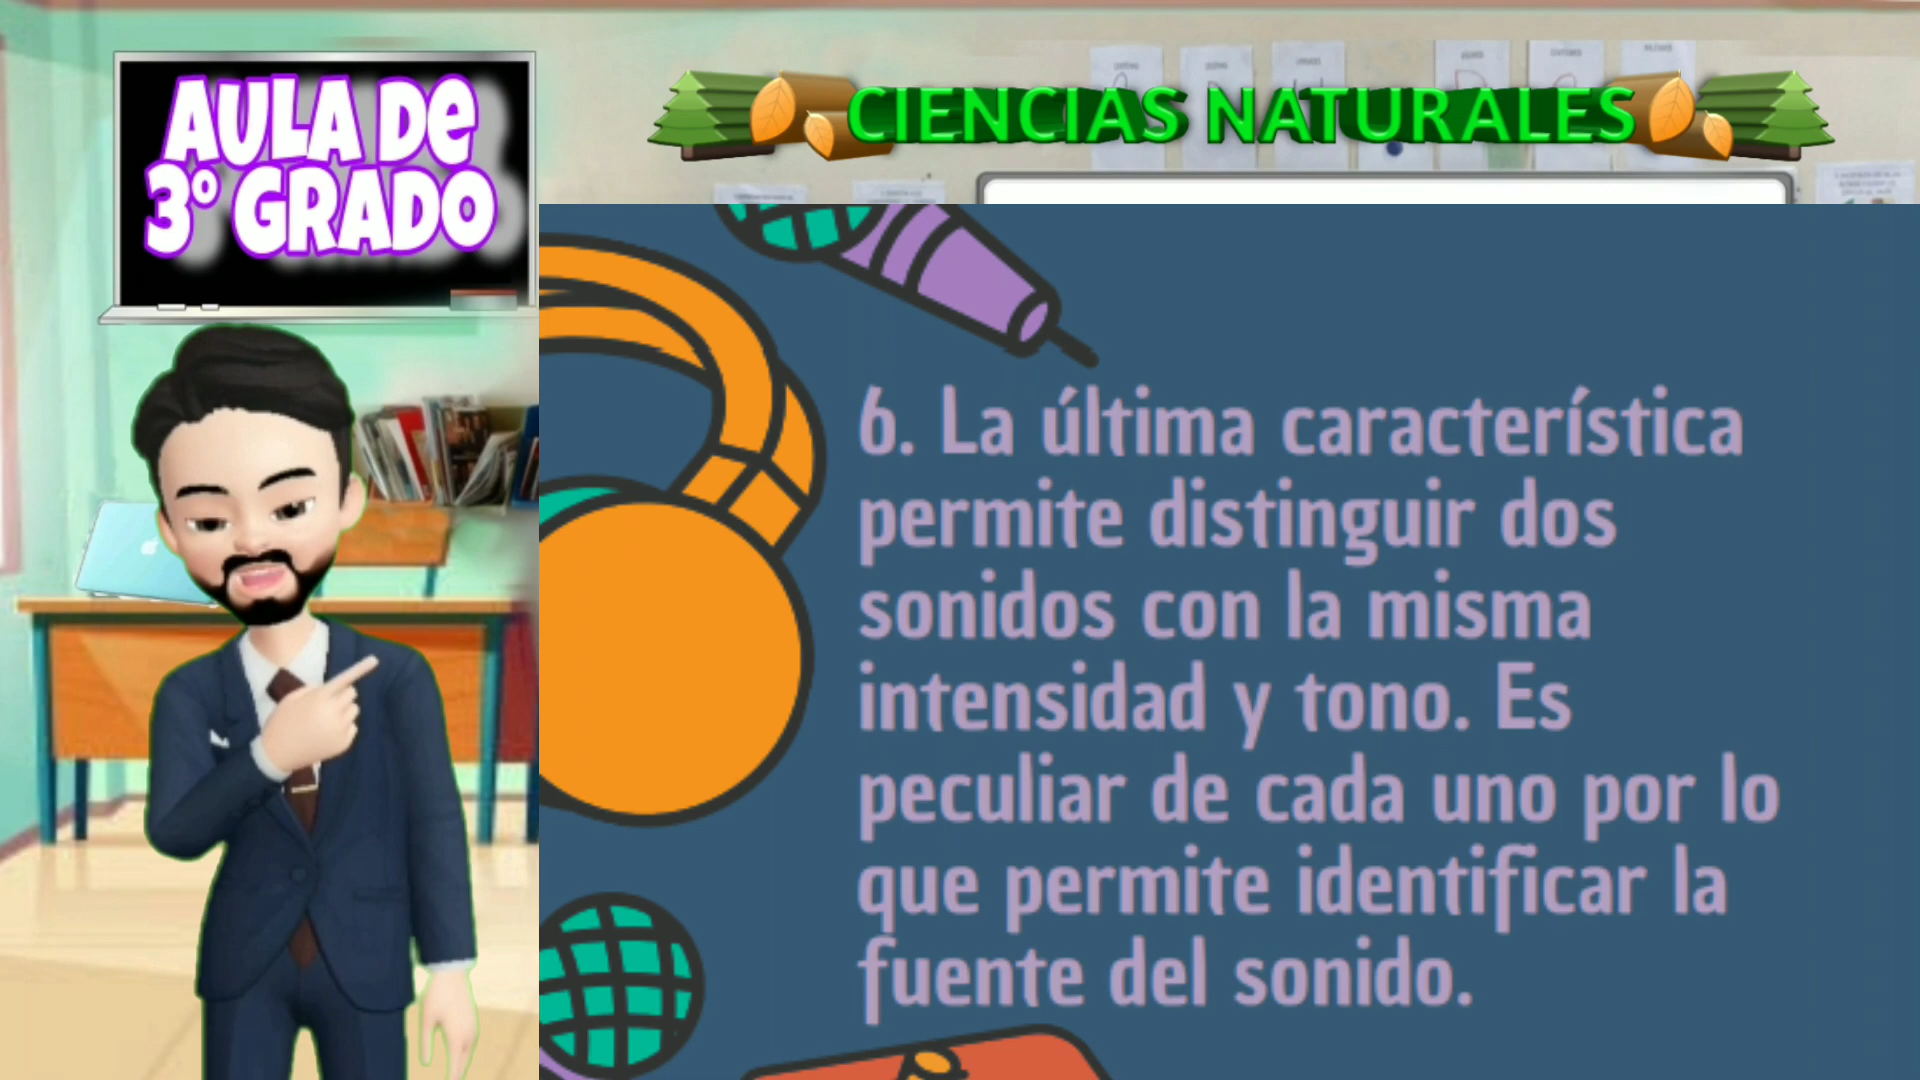 AULA De
3º GRADO
CIENCIAS NATURALES
6. La última característica
permite distinguir dos
sonidos con la misma
intensidad y tono. Es
peculiar de cada uno por lo
que permite identificar la
fuente del sonido.